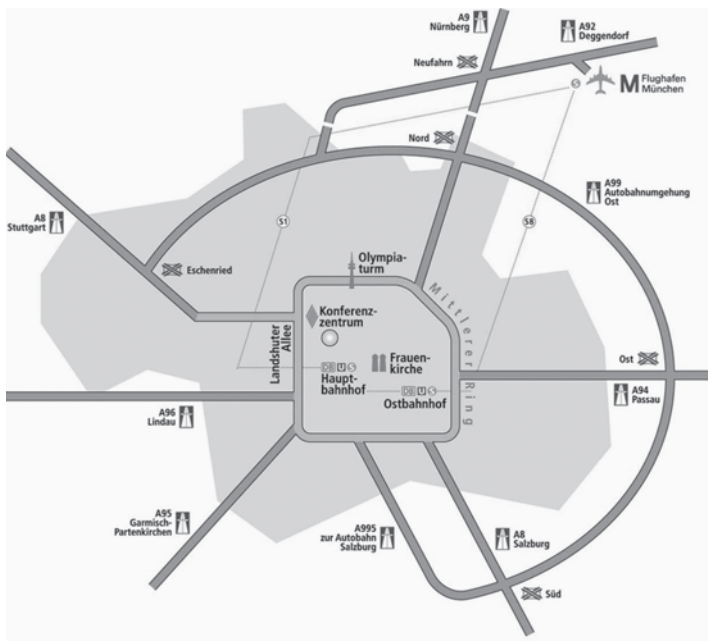 A9
Nürnberg
A92
Deggendorf
Neufahrn
M Flughafen
München
Nord
A99
Autobahnumgehung
Ost
A8
Stuttgart
S1
S8
Eschenried
Olympia-
turm
Mittlerer Ring
Konferenz-
zentrum
Landshuter
Allee
Frauen-
kirche
Ost
DB U S
Haupt-
bahnhof
DB U S
Ostbahnhof
A94
Passau
A96
Lindau
A95
Garmisch-
Partenkirchen
A995
zur Autobahn
Salzburg
A8
Salzburg
Süd